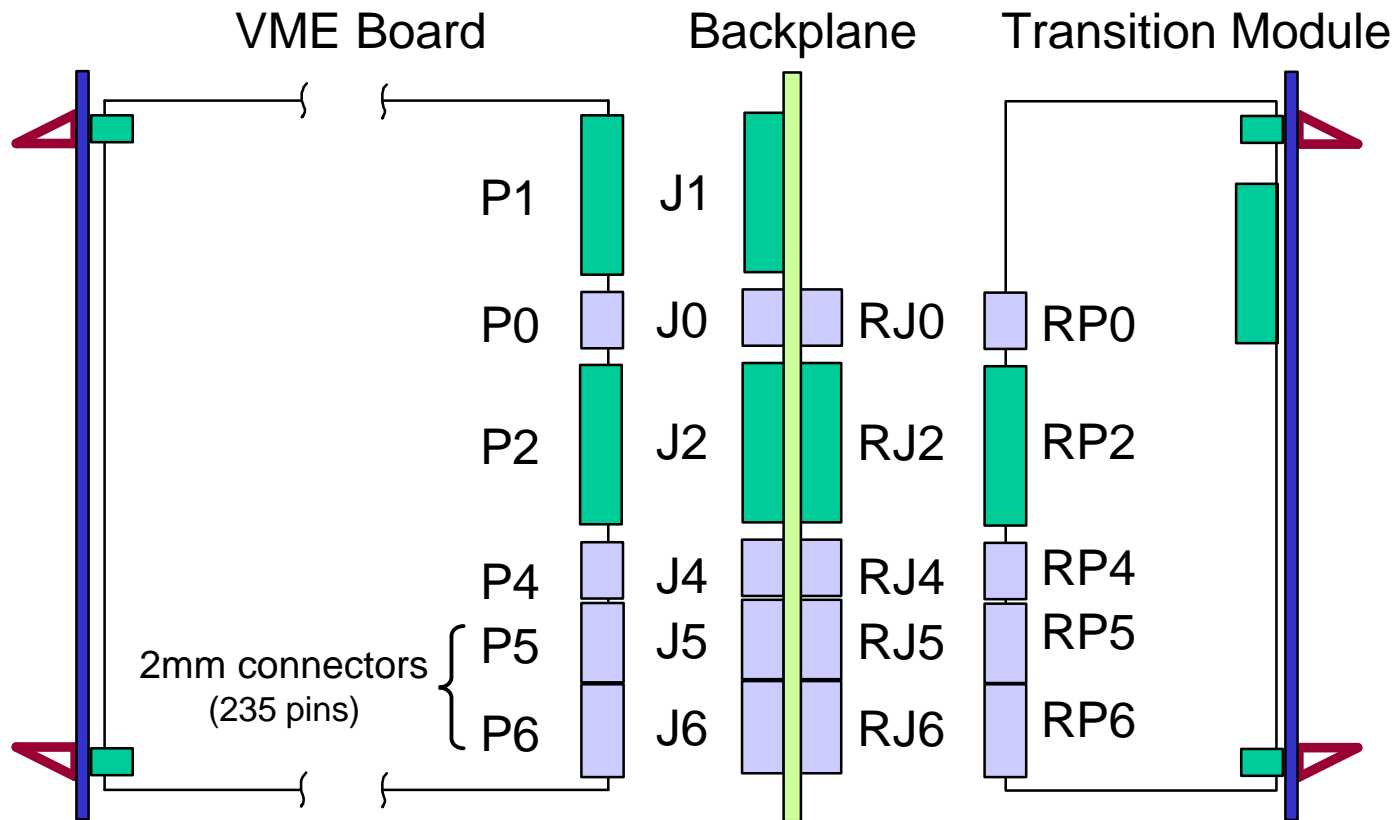 VME Board Backplane Transition Module
P1 J1
P0 J0 RJ0 RP0
P2 J2 RJ2 RP2
P4 J4 RJ4 RP4
P5 J5 RJ5 RP5
2mm connectors
(235 pins)
P6 J6 RJ6 RP6